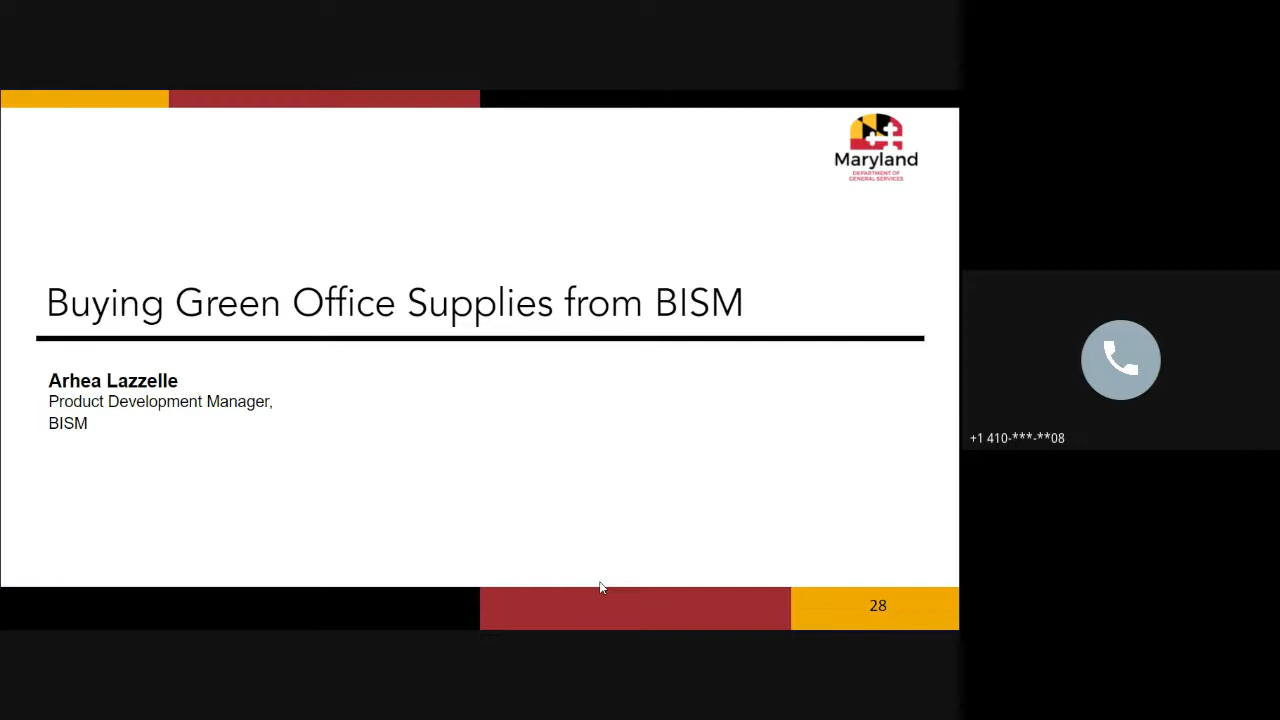 Maryland
DEPARTMENT OF
GENERAL SERVICES
Buying Green Office Supplies from BISM
Arhea Lazzelle
Product Development Manager,
BISM
+1 410-***-**08
28